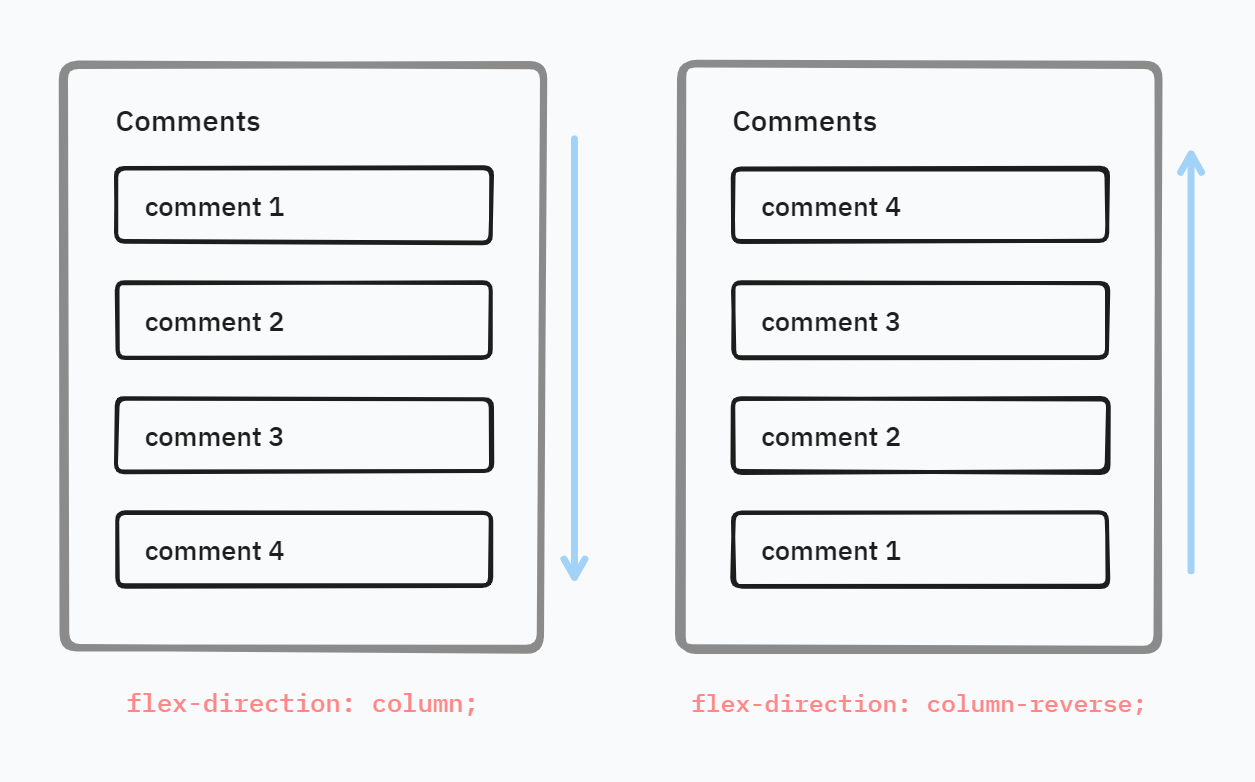 Comments
comment 1
comment 2
comment 3
comment 4
flex-direction: column;
Comments
comment 4
comment 3
comment 2
comment 1
flex-direction: column-reverse;